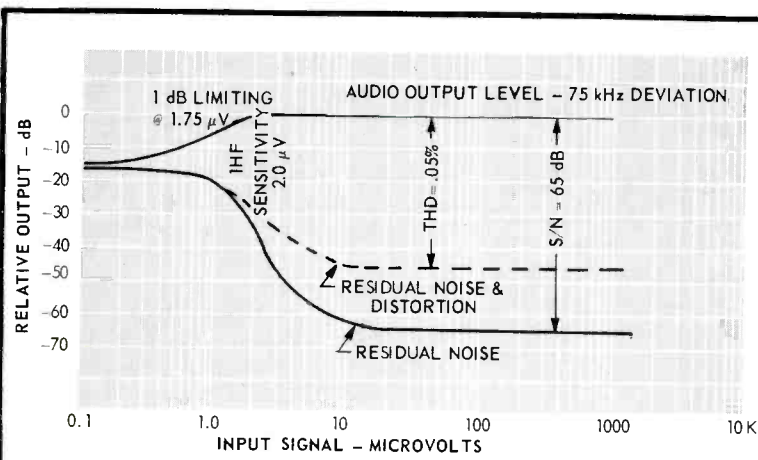 1 dB LIMITING
@ 1.75 µV
AUDIO OUTPUT LEVEL – 75 kHz DEVIATION
1HF
SENSITIVITY
2.0 µV
THD = .05%
S/N = 65 dB
RESIDUAL NOISE &
DISTORTION
RESIDUAL NOISE
RELATIVE OUTPUT – dB
0
-10
-20
-30
-40
-50
-60
-70
0.1
1.0
10
100
1000
10 K
INPUT SIGNAL – MICROVOLTS